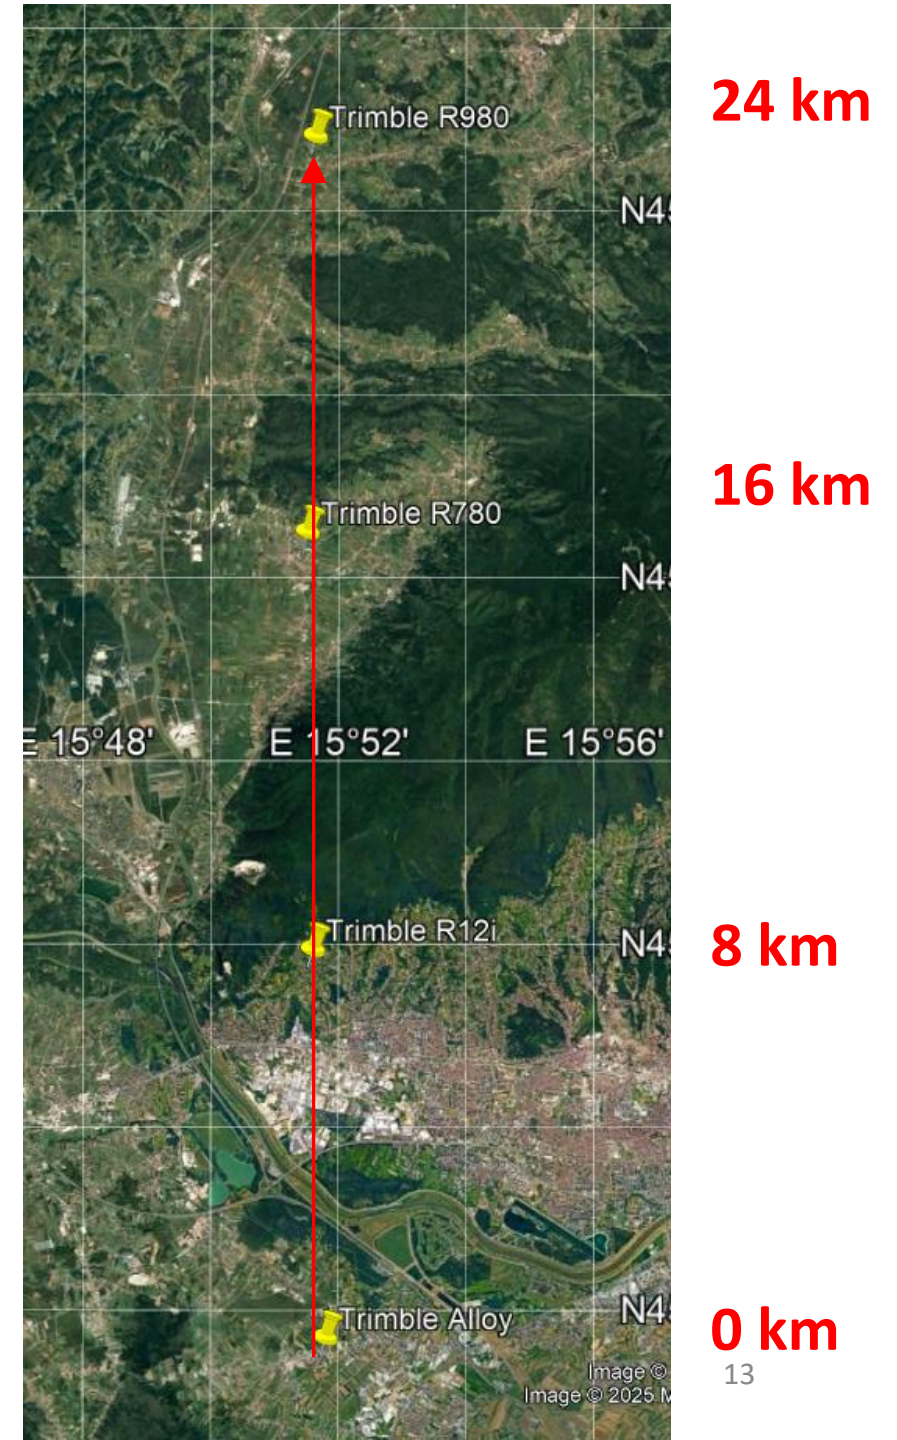 24 km
Trimble R980
N45
16 km
Trimble R780
N45
E 15°48' E 15°52' E 15°56'
Trimble R12i
N45
8 km
Trimble Alloy
N45
0 km
Image ©
13
Image © 2025 M